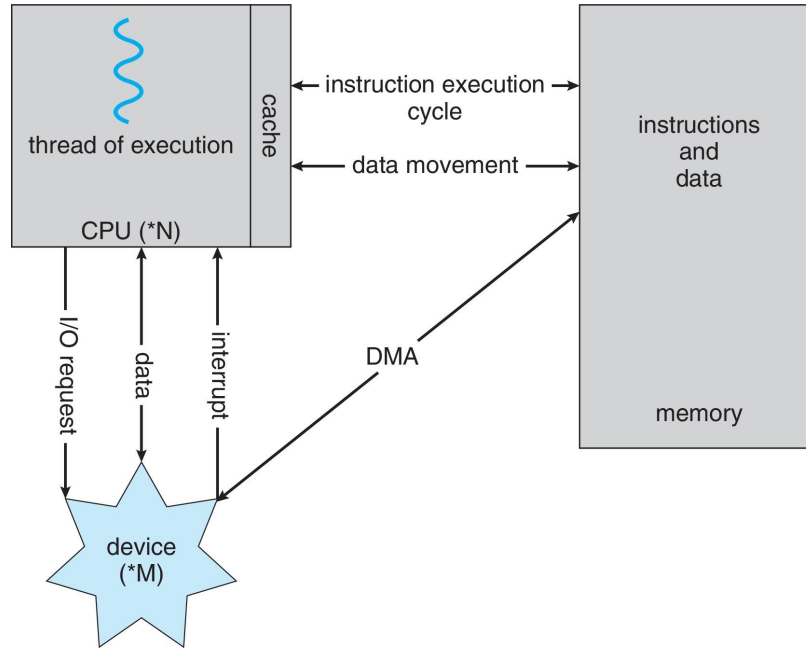 thread of execution
cache
CPU (*N)
instruction execution
cycle
data movement
instructions
and
data
memory
I/O request
data
interrupt
DMA
device
(*M)